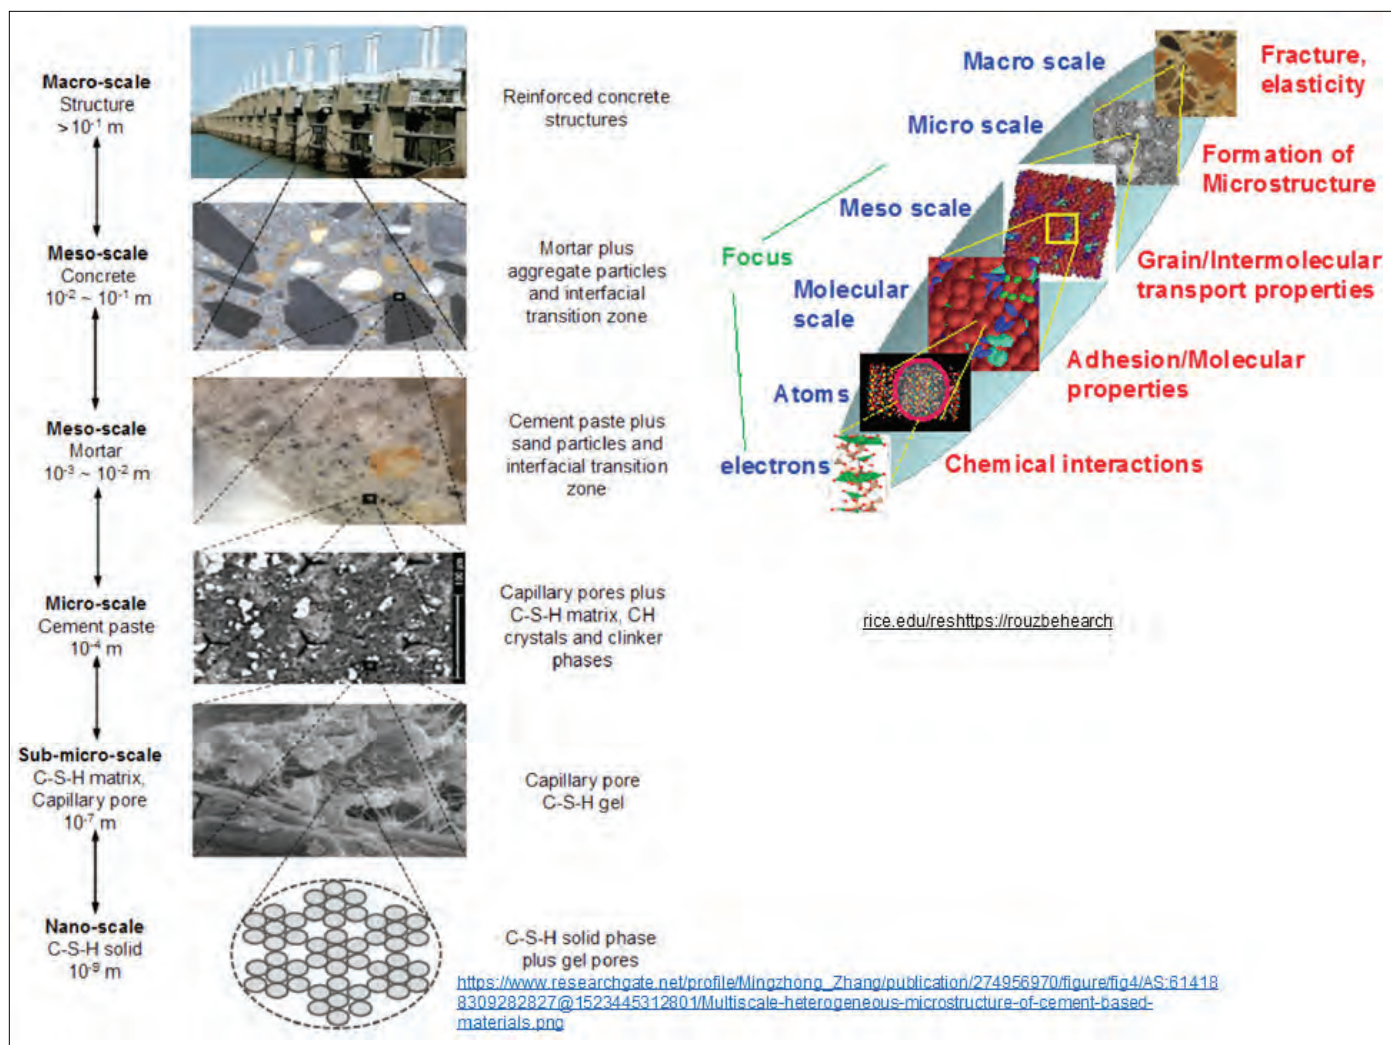 Macro-scale
Structure
>10-1 m
Reinforced concrete
structures
Meso-scale
Concrete
10-2 ~ 10-1 m
Mortar plus
aggregate particles
and interfacial
transition zone
Meso-scale
Mortar
10-3 ~ 10-2 m
Cement paste plus
sand particles and
interfacial transition
zone
Micro-scale
Cement paste
10-4 m
Capillary pores plus
C-S-H matrix, CH
crystals and clinker
phases
Sub-micro-scale
C-S-H matrix,
Capillary pore
10-7 m
Capillary pore
C-S-H gel
Nano-scale
C-S-H solid
10-9 m
C-S-H solid phase
plus gel pores
Macro scale
Fracture,
elasticity
Micro scale
Formation of
Microstructure
Meso scale
Focus
Grain/Intermolecular
transport properties
Molecular
scale
Adhesion/Molecular
properties
Atoms
electrons
Chemical interactions
rice.edu/reshttps://rouzbehearch
https://www.researchgate.net/profile/Mingzhong_Zhang/publication/274956970/figure/fig4/AS:61418
8309282827@1523445312801/Multiscale-heterogeneous-microstructure-of-cement-based-
materials.png